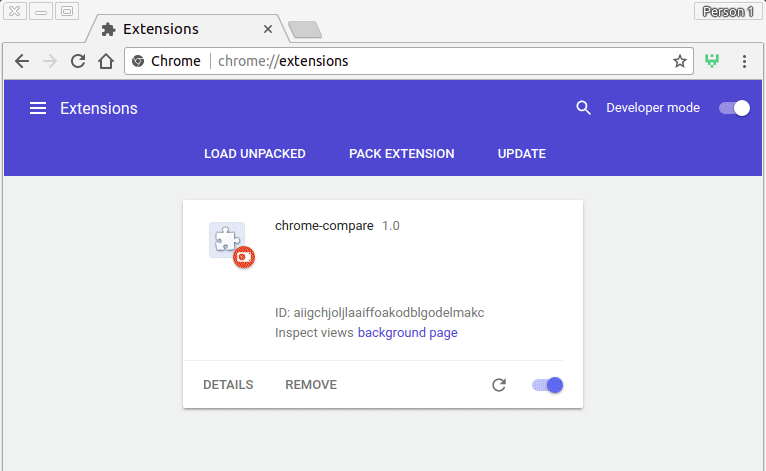 Person 1
Extensions
Chrome chrome://extensions
Extensions
Developer mode
LOAD UNPACKED PACK EXTENSION UPDATE
chrome-compare 1.0
ID: aiigchjoljlaaiffoakodblgodelmakc
Inspect views background page
DETAILS REMOVE